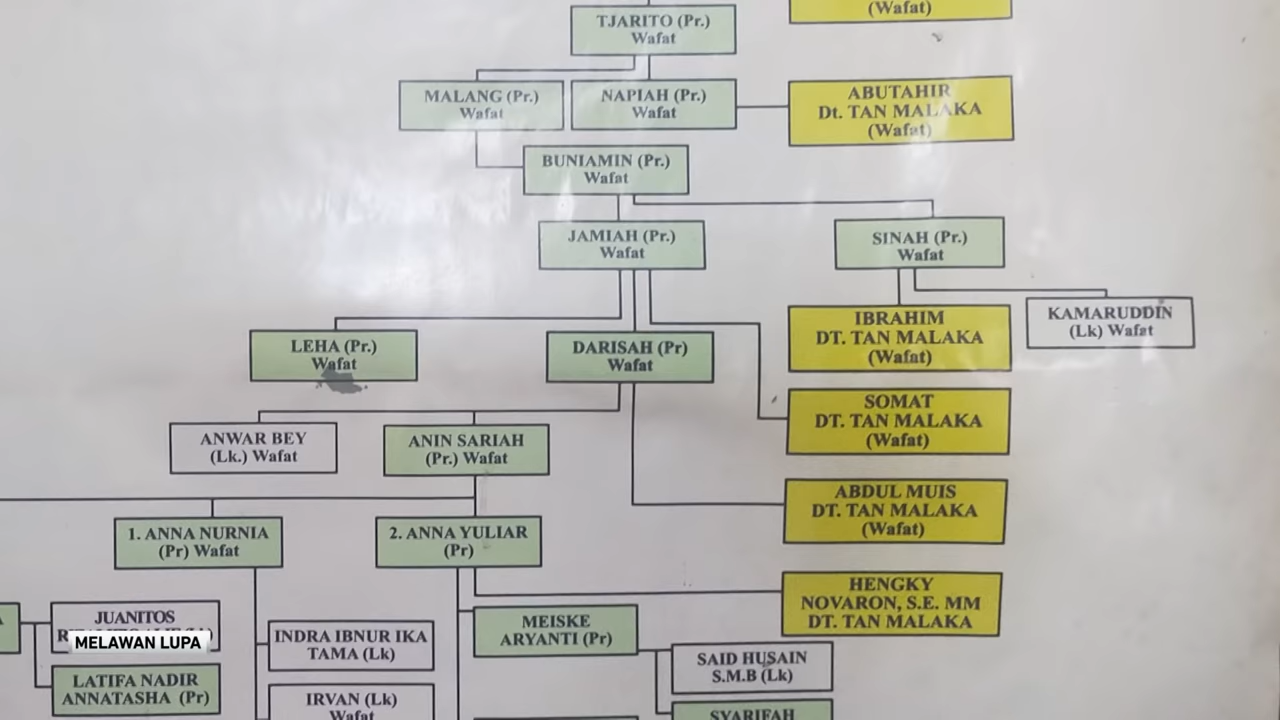 (Wafat)
TJARITO (Pr.)
Wafat
MALANG (Pr.)
Wafat
NAPIAH (Pr.)
Wafat
ABUTAHIR
Dt. TAN MALAKA
(Wafat)
BUNIAMIN (Pr.)
Wafat
JAMIAH (Pr.)
Wafat
SINAH (Pr.)
Wafat
IBRAHIM
DT. TAN MALAKA
(Wafat)
KAMARUDDIN
(Lk) Wafat
LEHA (Pr.)
Wafat
DARISAH (Pr)
Wafat
SOMAT
DT. TAN MALAKA
(Wafat)
ANWAR BEY
(Lk.) Wafat
ANIN SARIAH
(Pr.) Wafat
ABDUL MUIS
DT. TAN MALAKA
(Wafat)
1. ANNA NURNIA
(Pr) Wafat
2. ANNA YULIAR
(Pr)
HENGKY
NOVARON, S.E. MM
DT. TAN MALAKA
JUANITOS
MELAWAN LUPA
INDRA IBNUR IKA
TAMA (Lk)
MEISKE
ARYANTI (Pr)
SAID HUSAIN
S.M.B (Lk)
LATIFA NADIR
ANNATASHA (Pr)
IRVAN (Lk)
Wafat
SYARIFAH